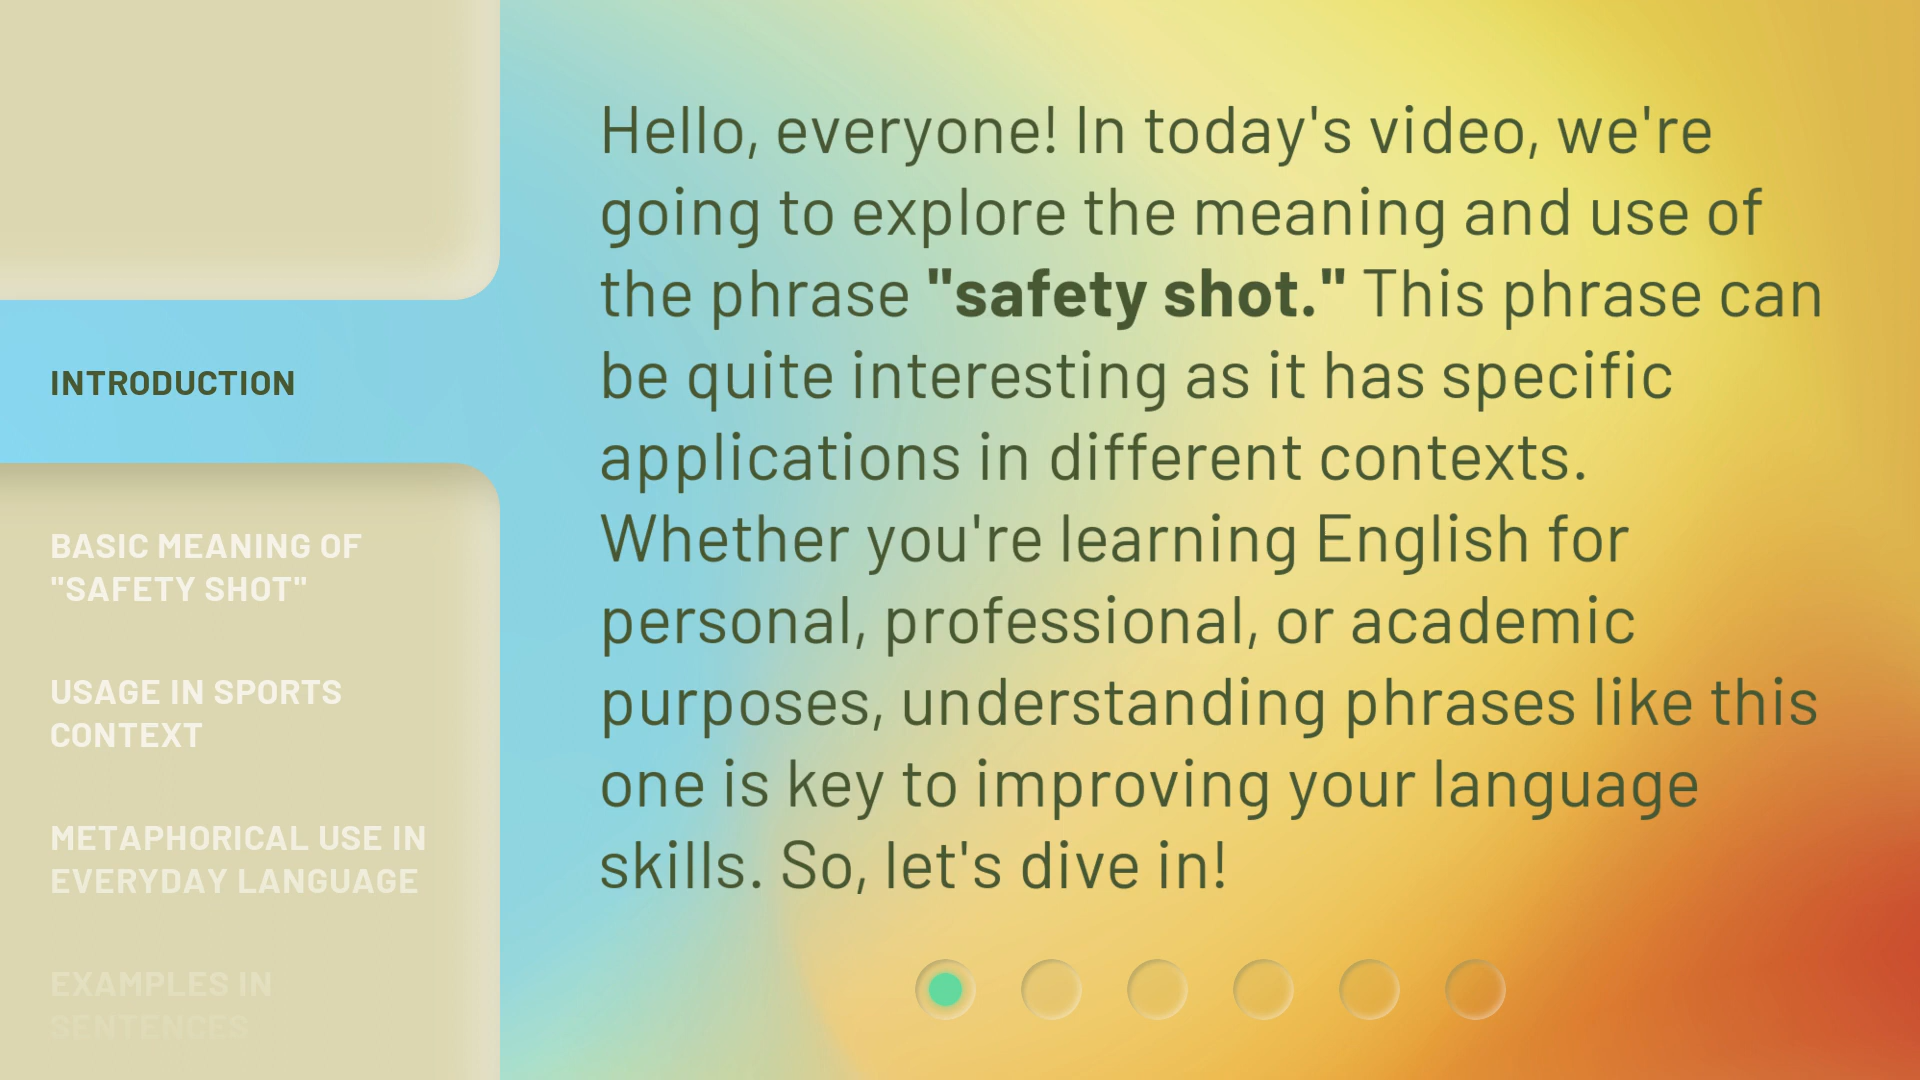 INTRODUCTION
BASIC MEANING OF
"SAFETY SHOT"
USAGE IN SPORTS
CONTEXT
METAPHORICAL USE IN
EVERYDAY LANGUAGE
EXAMPLES IN
SENTENCES
Hello, everyone! In today's video, we're
going to explore the meaning and use of
the phrase "safety shot." This phrase can
be quite interesting as it has specific
applications in different contexts.
Whether you're learning English for
personal, professional, or academic
purposes, understanding phrases like this
one is key to improving your language
skills. So, let's dive in!